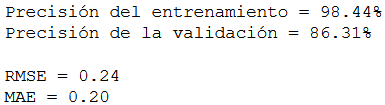 Precisión del entrenamiento = 98.44%
Precisión de la validación = 86.31%
RMSE = 0.24
MAE = 0.20